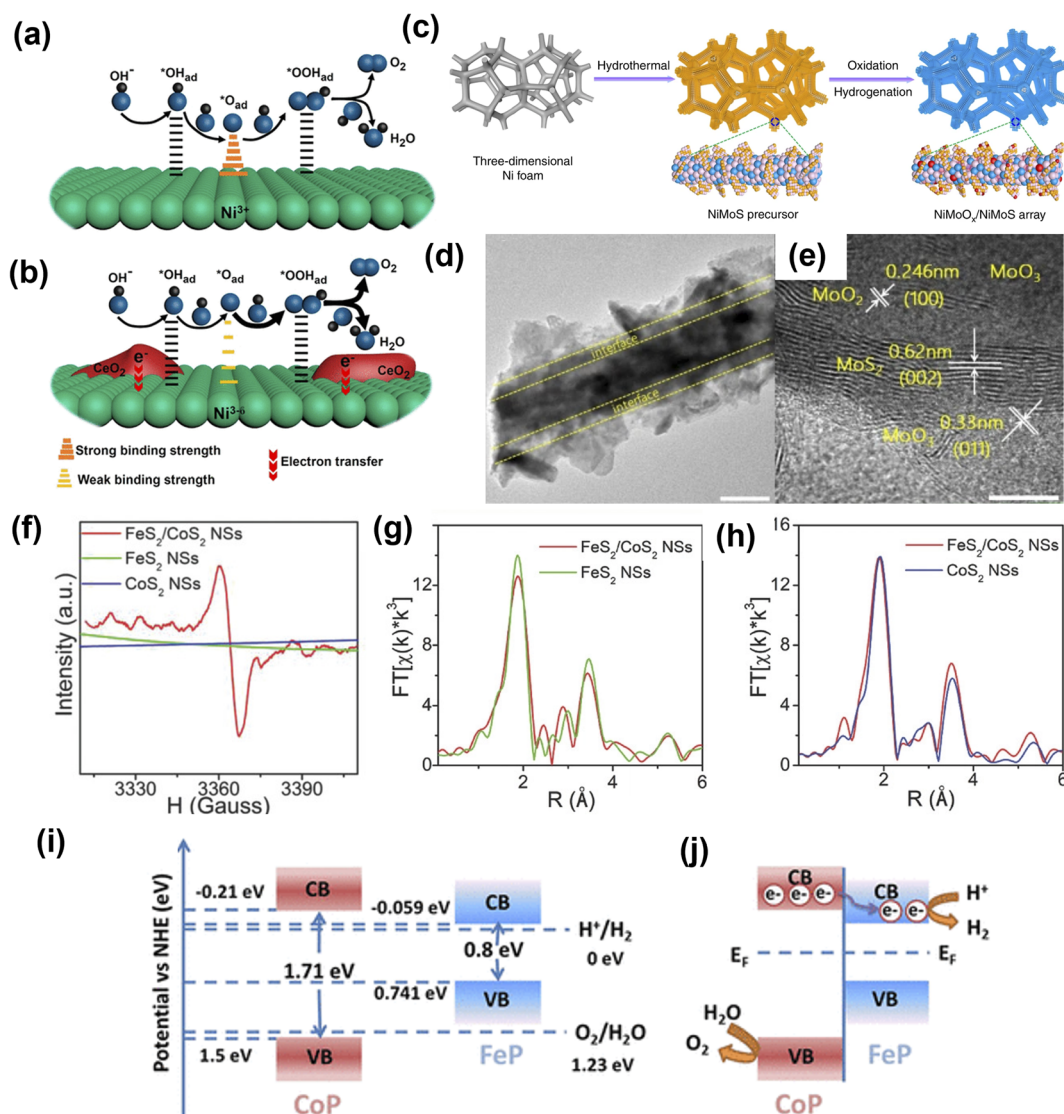 (a)
OH⁻
*OH_ad
*O_ad
*OOH_ad
O₂
H₂O
Ni³⁺
(b)
OH⁻
*OH_ad
*O_ad
*OOH_ad
O₂
H₂O
e⁻
CeO₂
e⁻
CeO₂
Ni³⁻ᵟ
Strong binding strength
Weak binding strength
Electron transfer
(c)
Hydrothermal
Oxidation
Hydrogenation
Three-dimensional
Ni foam
NiMoS precursor
NiMoOₓ/NiMoS array
(d)
interface
interface
(e)
0.246nm
MoO₃
MoO₂
(100)
0.62nm
MoS₂
(002)
0.33nm
MoO₃
(011)
(f)
FeS₂/CoS₂ NSs
FeS₂ NSs
CoS₂ NSs
Intensity (a.u.)
3330
3360
3390
H (Gauss)
(g)
FeS₂/CoS₂ NSs
FeS₂ NSs
FT[χ(k)*k³]
12
8
4
0
0
2
4
6
R (Å)
(h)
FeS₂/CoS₂ NSs
CoS₂ NSs
FT[χ(k)*k³]
16
12
8
4
0
2
4
6
R (Å)
(i)
Potential vs NHE (eV)
-0.21 eV
CB
-0.059 eV
CB
H⁺/H₂
0 eV
1.71 eV
0.8 eV
0.741 eV
VB
O₂/H₂O
1.23 eV
1.5 eV
VB
FeP
CoP
(j)
CB
e- e- e-
CB
e- e-
H⁺
H₂
E_F
E_F
VB
H₂O
O₂
VB
FeP
CoP